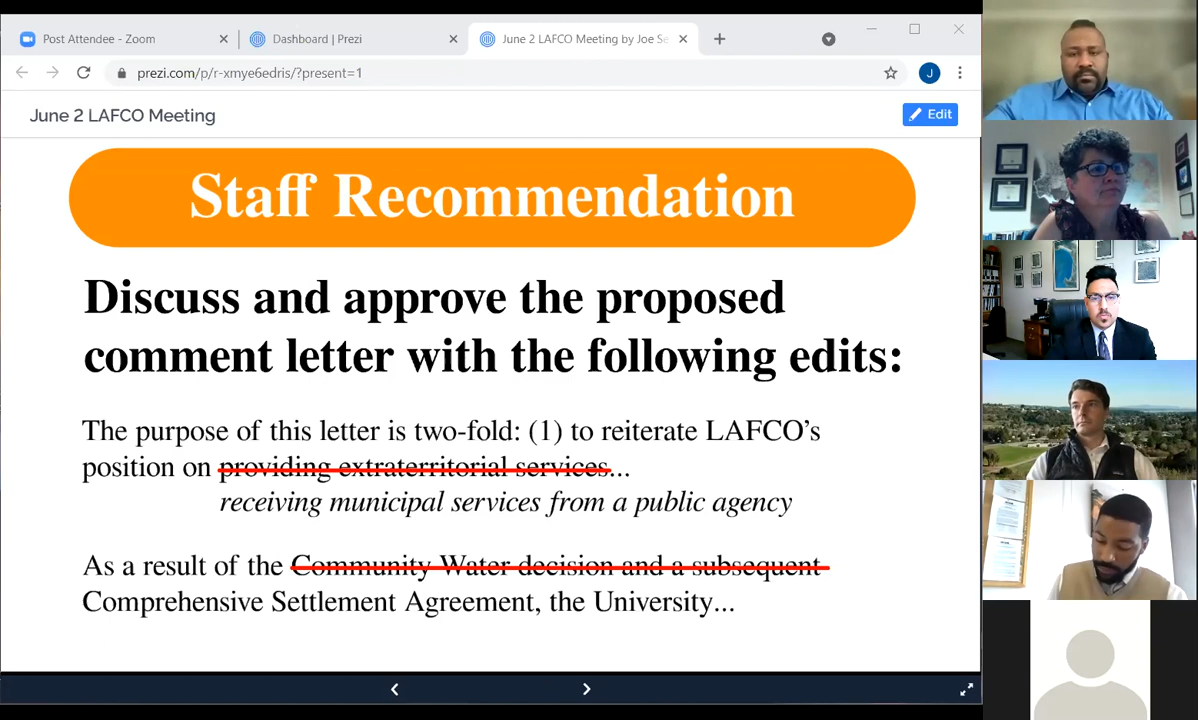 Post Attendee - Zoom
Dashboard | Prezi
June 2 LAFCO Meeting by Joe Se
prezi.com/p/r-xmye6edris/?present=1
J
June 2 LAFCO Meeting
Edit
Staff Recommendation
Discuss and approve the proposed
comment letter with the following edits:
The purpose of this letter is two-fold: (1) to reiterate LAFCO’s
position on providing extraterritorial services...
receiving municipal services from a public agency
As a result of the Community Water decision and a subsequent
Comprehensive Settlement Agreement, the University...